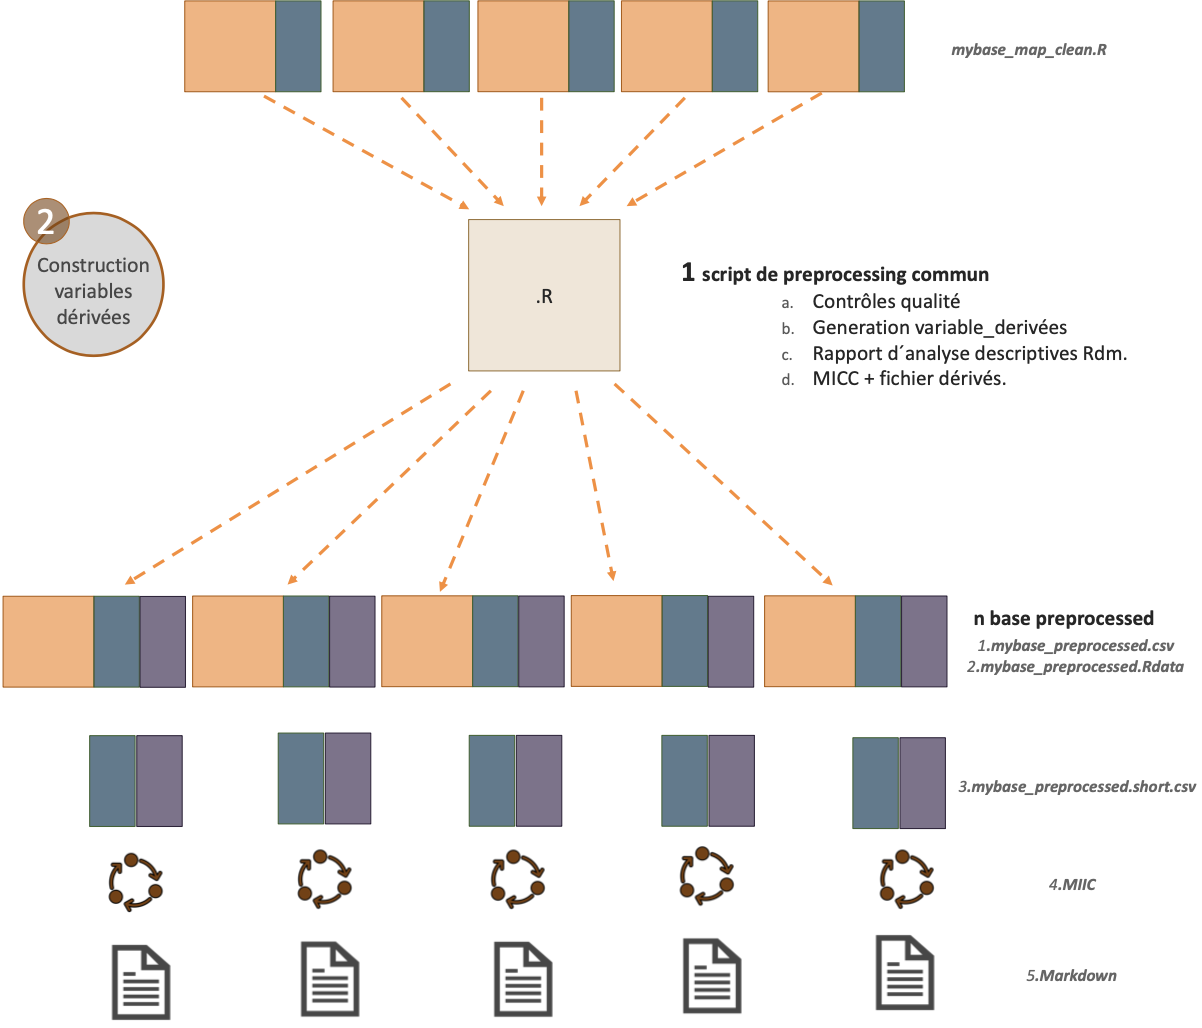 mybase_map_clean.R
2
Construction
variables
dérivées
.R
1 script de preprocessing commun
a. Contrôles qualité
b. Generation variable_derivées
c. Rapport d´analyse descriptives Rdm.
d. MICC + fichier dérivés.
n base preprocessed
1.mybase_preprocessed.csv
2.mybase_preprocessed.Rdata
3.mybase_preprocessed.short.csv
4.MIIC
5.Markdown